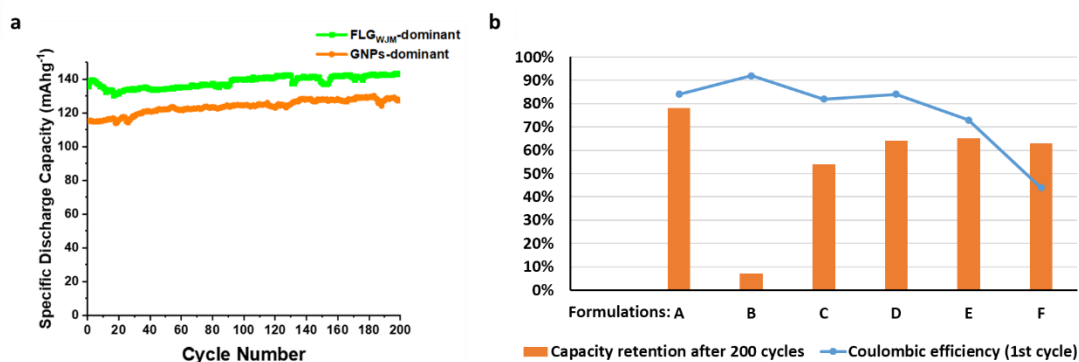 a
FLG_WJM-dominant
GNPs-dominant
Specific Discharge Capacity (mAhg⁻¹)
140
120
100
80
60
40
20
0
0 20 40 60 80 100 120 140 160 180 200
Cycle Number
b
100%
90%
80%
70%
60%
50%
40%
30%
20%
10%
0%
Formulations: A B C D E F
Capacity retention after 200 cycles
Coulombic efficiency (1st cycle)